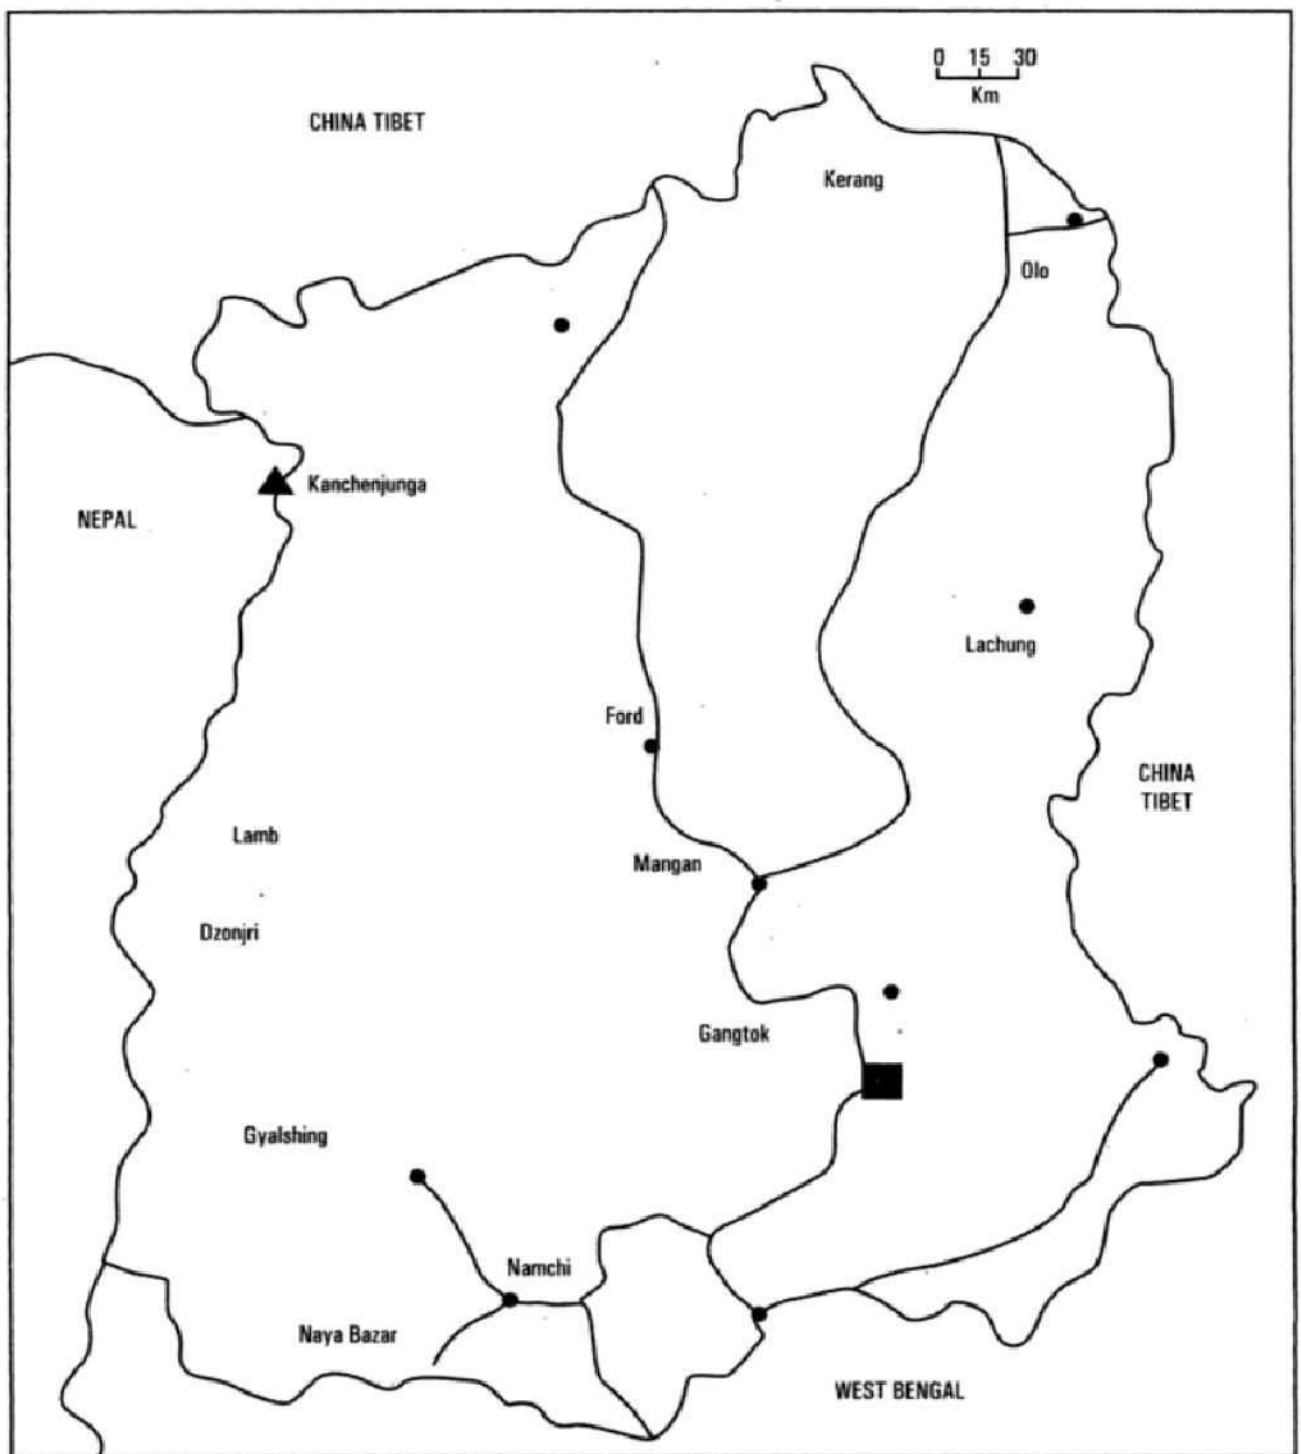 0 15 30
Km
CHINA TIBET
Kerang
Olo
Kanchenjunga
NEPAL
Lachung
Ford
CHINA
TIBET
Lamb
Mangan
Dzonjri
Gangtok
Gyalshing
Namchi
Naya Bazar
WEST BENGAL